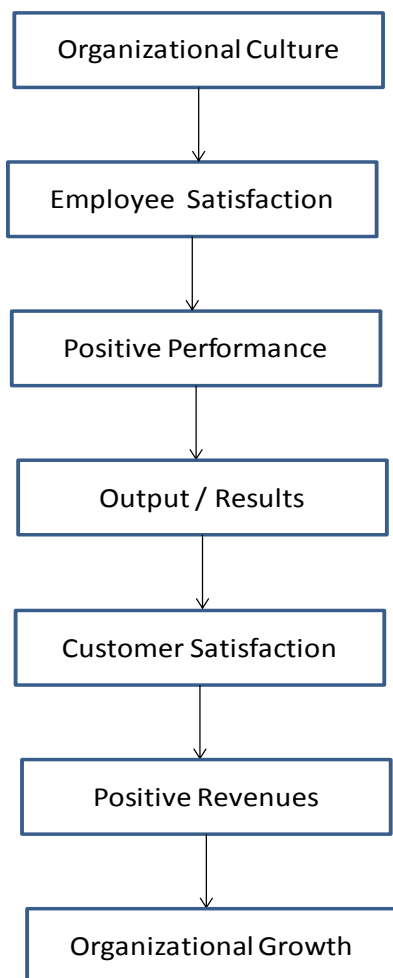 Organizational Culture
Employee Satisfaction
Positive Performance
Output / Results
Customer Satisfaction
Positive Revenues
Organizational Growth